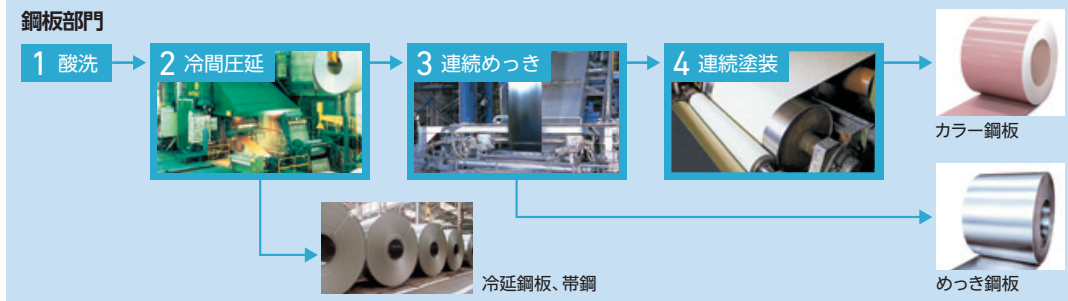 鋼板部門
1 酸洗
2 冷間圧延
3 連続めっき
4 連続塗装
カラー鋼板
冷延鋼板、帯鋼
めっき鋼板